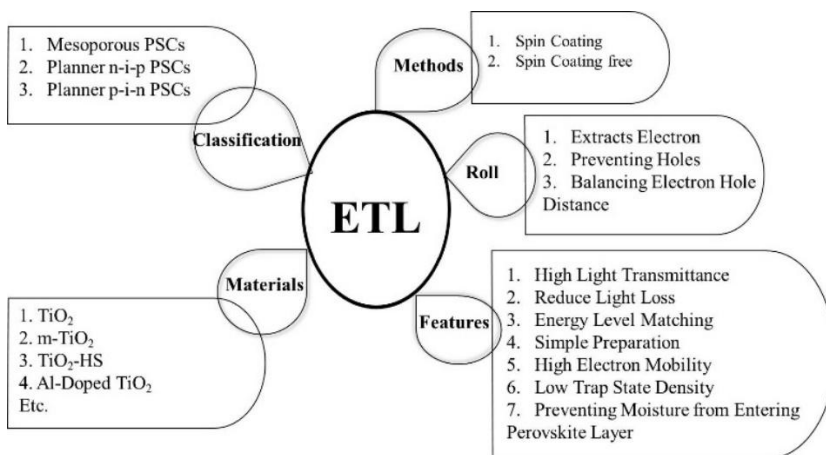 1. Mesoporous PSCs
2. Planner n-i-p PSCs
3. Planner p-i-n PSCs
Classification
Methods
1. Spin Coating
2. Spin Coating free
Roll
1. Extracts Electron
2. Preventing Holes
3. Balancing Electron Hole
Distance
ETL
Materials
1. TiO₂
2. m-TiO₂
3. TiO₂-HS
4. Al-Doped TiO₂
Etc.
Features
1. High Light Transmittance
2. Reduce Light Loss
3. Energy Level Matching
4. Simple Preparation
5. High Electron Mobility
6. Low Trap State Density
7. Preventing Moisture from Entering
Perovskite Layer